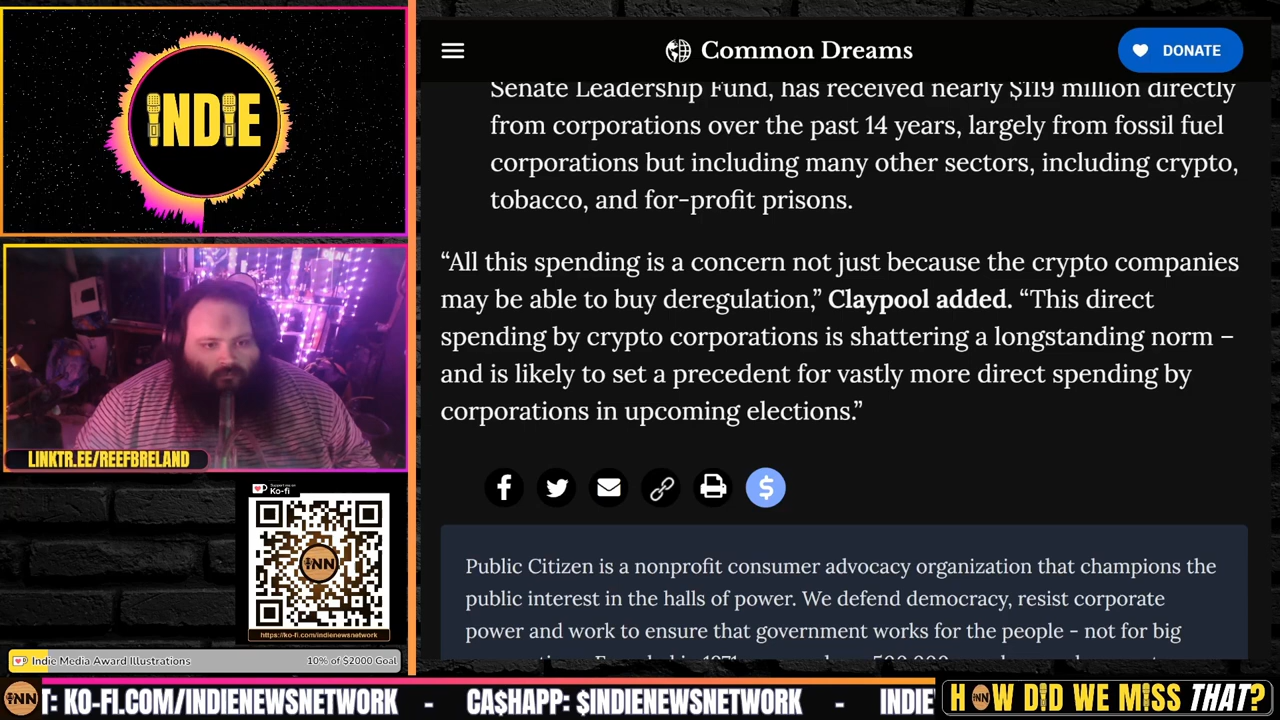 INDIE
LINKTR.EE/REEFBRELAND
Support me on
Ko-fi
INN
https://ko-fi.com/indienewsnetwork
Indie Media Award Illustrations 10% of $2000 Goal
Common Dreams
DONATE
Senate Leadership Fund, has received nearly $119 million directly
from corporations over the past 14 years, largely from fossil fuel
corporations but including many other sectors, including crypto,
tobacco, and for-profit prisons.
“All this spending is a concern not just because the crypto companies
may be able to buy deregulation,” Claypool added. “This direct
spending by crypto corporations is shattering a longstanding norm –
and is likely to set a precedent for vastly more direct spending by
corporations in upcoming elections.”
Public Citizen is a nonprofit consumer advocacy organization that champions the
public interest in the halls of power. We defend democracy, resist corporate
power and work to ensure that government works for the people - not for big
INN
T: KO-FI.COM/INDIENEWSNETWORK - CA$HAPP: $INDIENEWSNETWORK - INDIE
HOW DID WE MISS THAT?